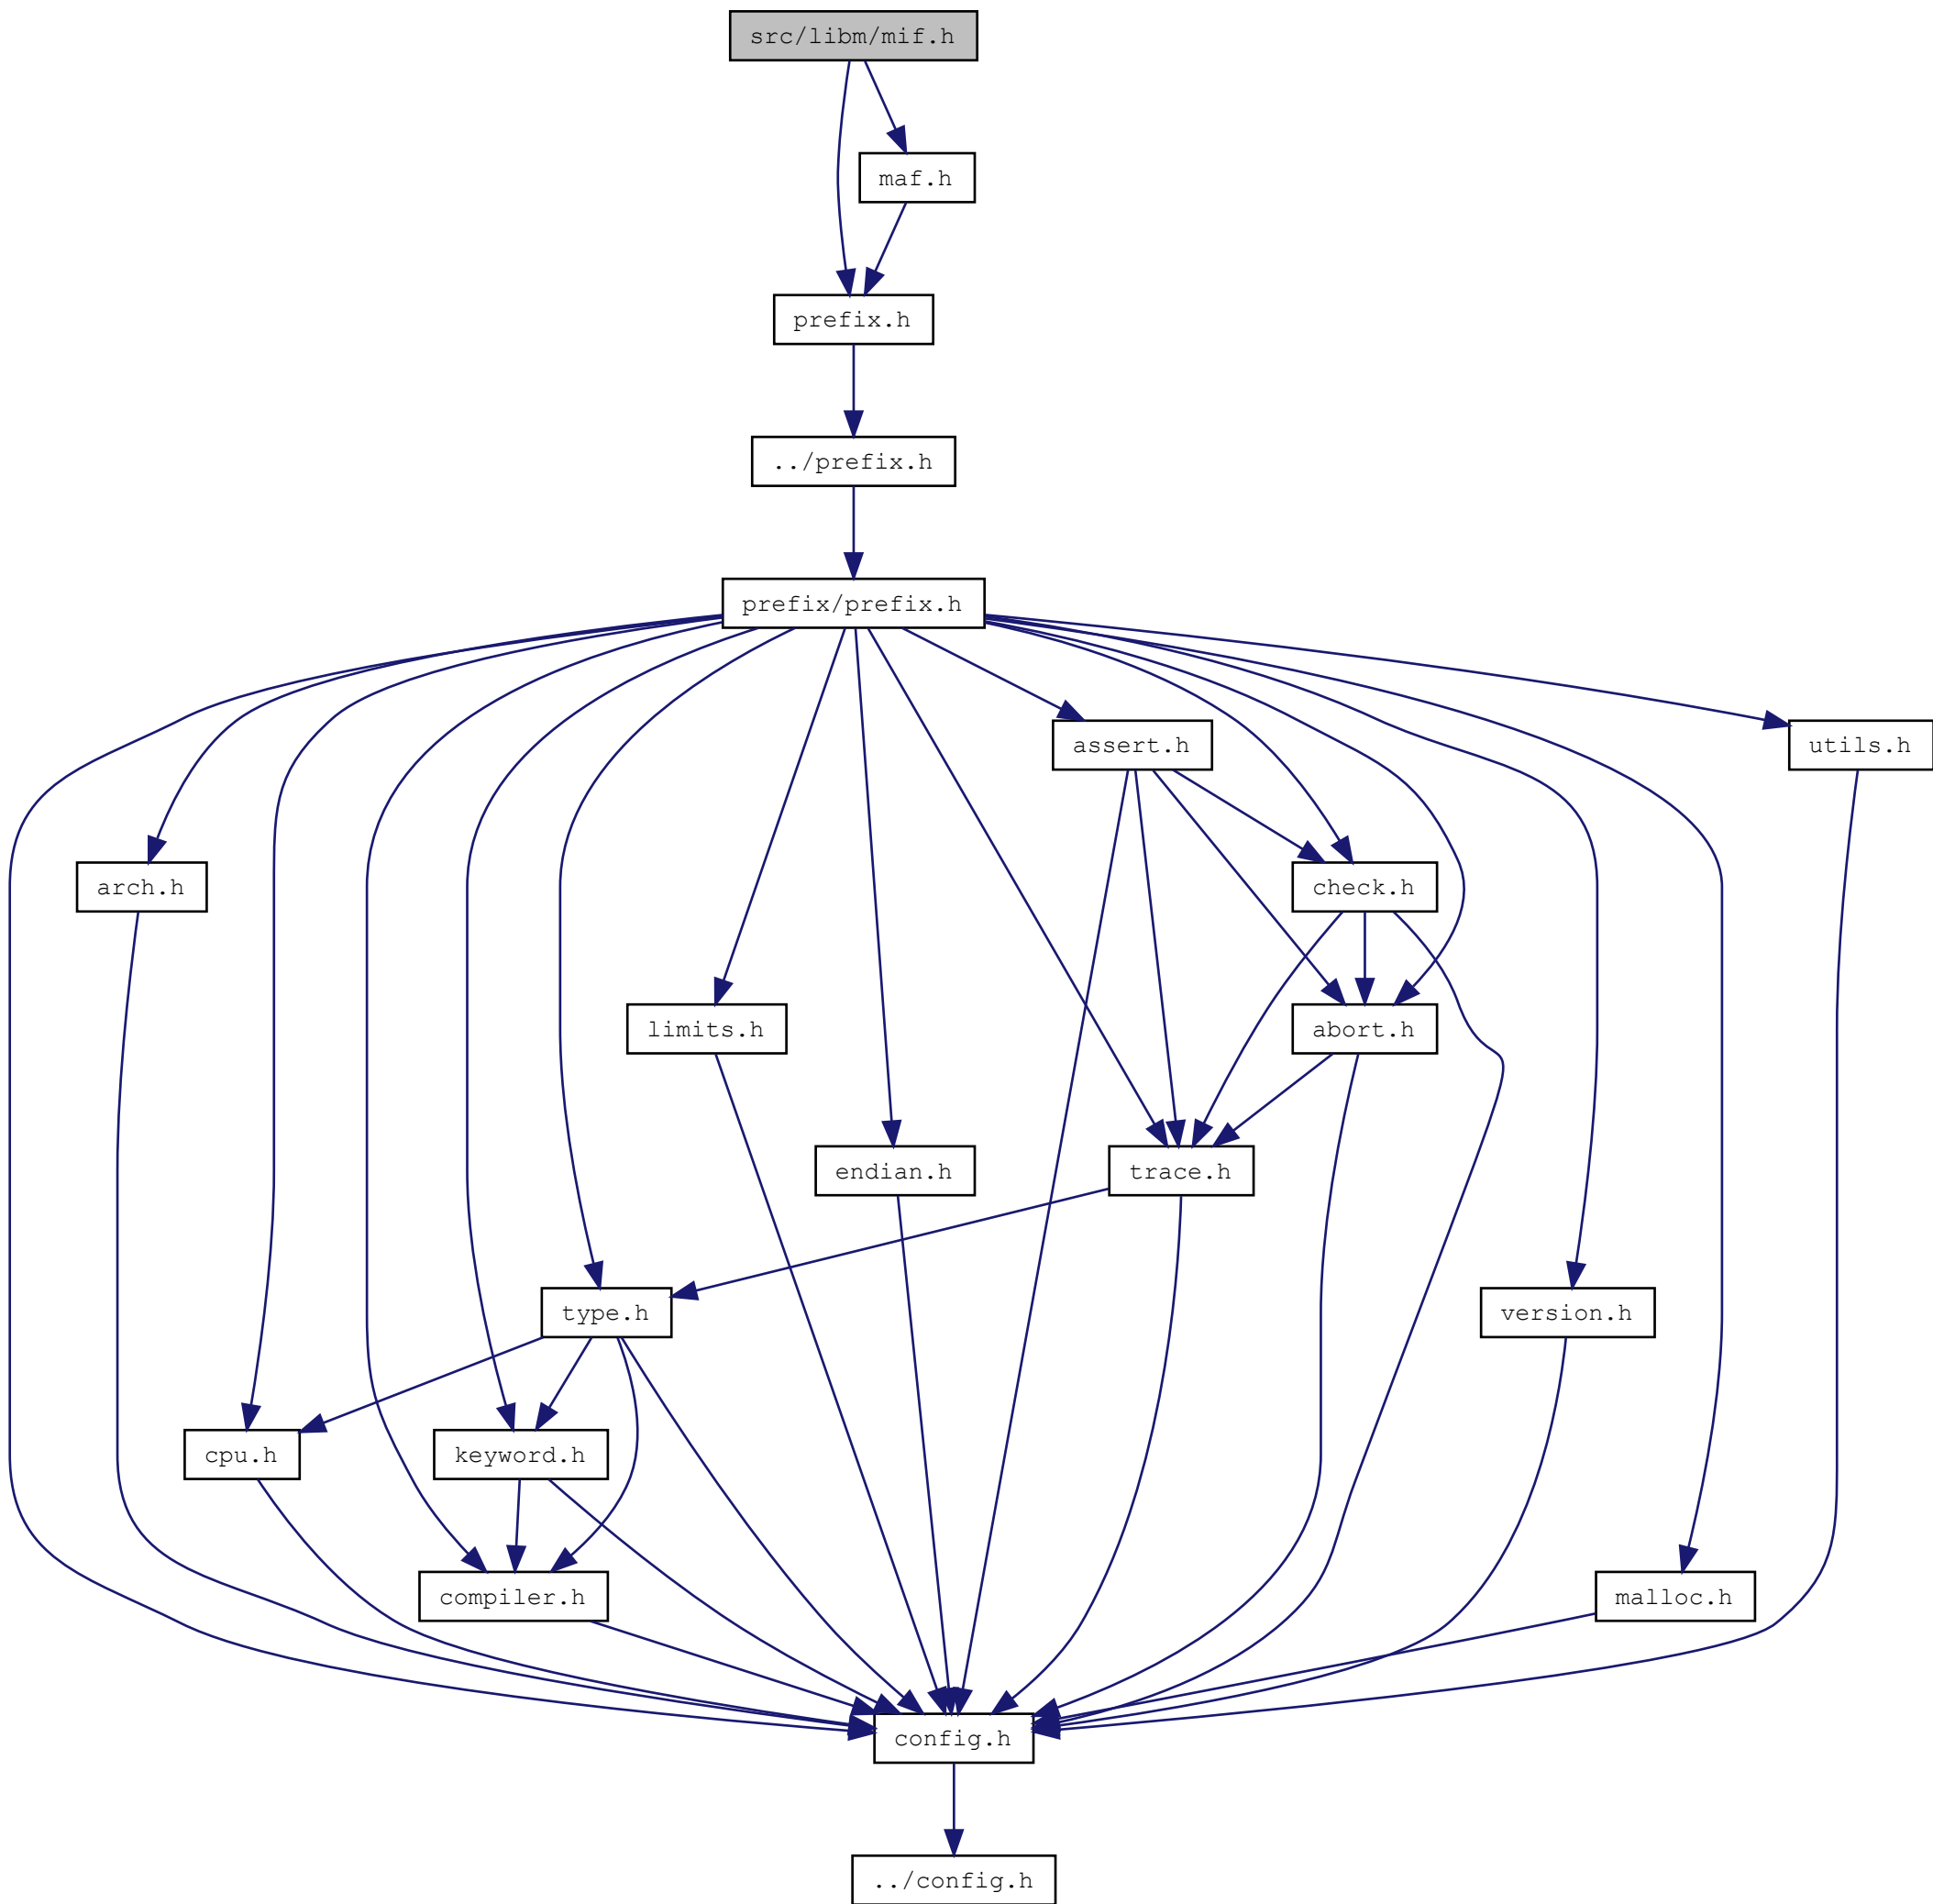 src/libm/mif.h
maf.h
prefix.h
../prefix.h
prefix/prefix.h
assert.h
utils.h
arch.h
check.h
limits.h
abort.h
endian.h
trace.h
type.h
version.h
cpu.h
keyword.h
compiler.h
malloc.h
config.h
../config.h